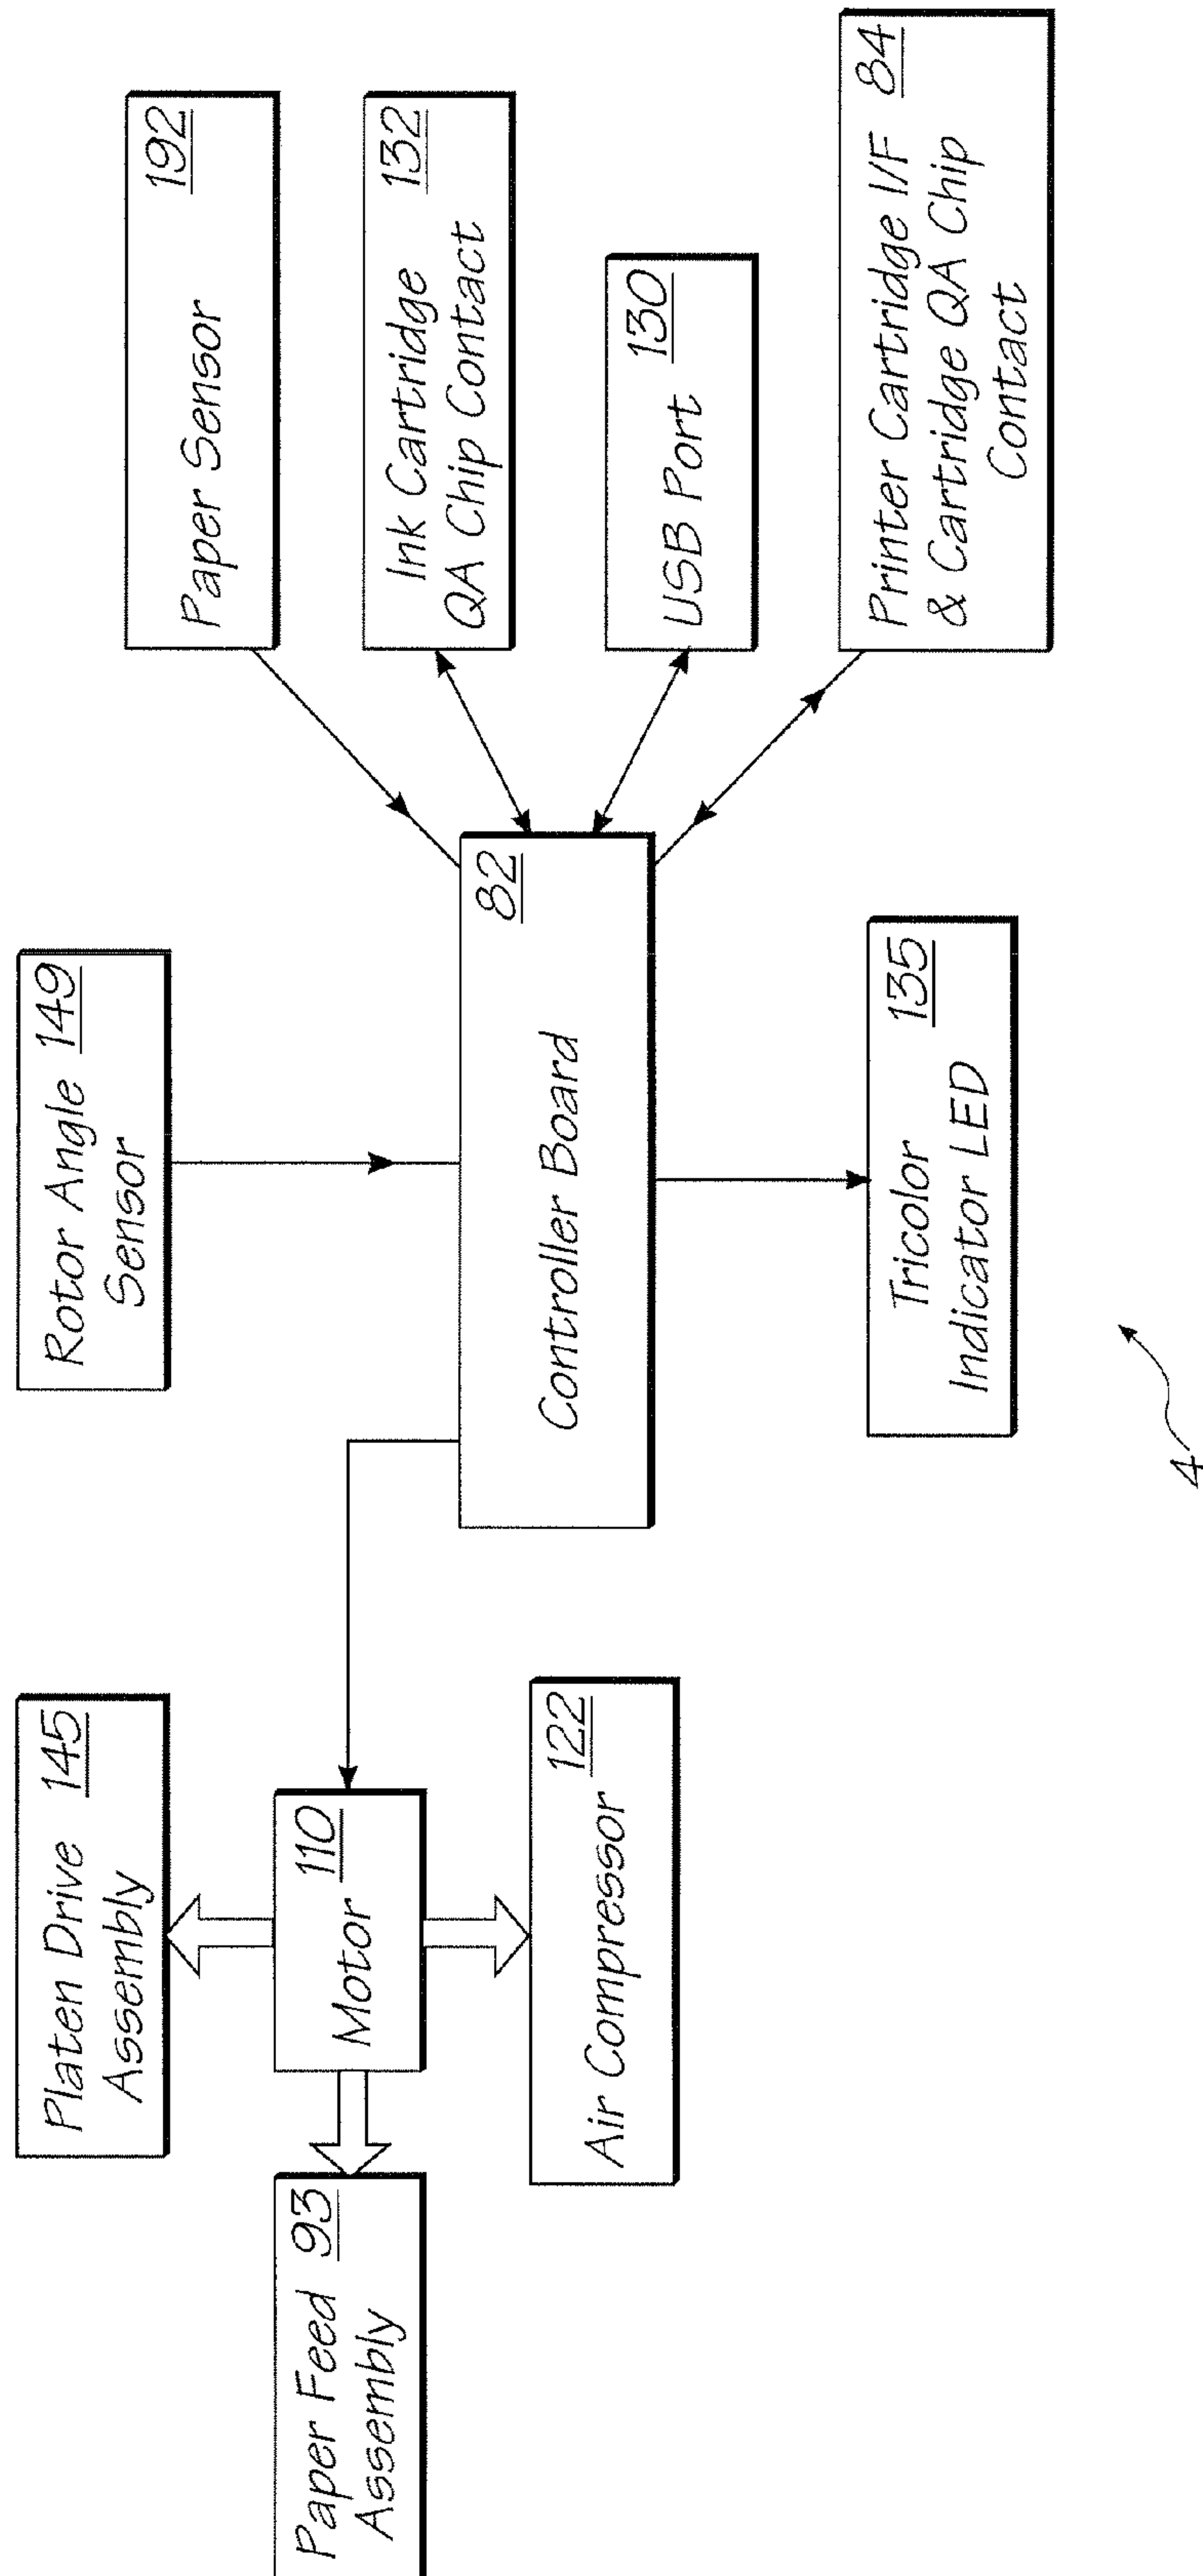 Platen Drive 145
Assembly
Rotor Angle 149
Sensor
Paper Sensor 192
Paper Feed 93
Assembly
110
Motor
Ink Cartridge 132
QA Chip Contact
82
Controller Board
122
Air Compressor
USB Port 130
Tricolor 135
Indicator LED
Printer Cartridge I/F 84
& Cartridge QA Chip
Contact
4